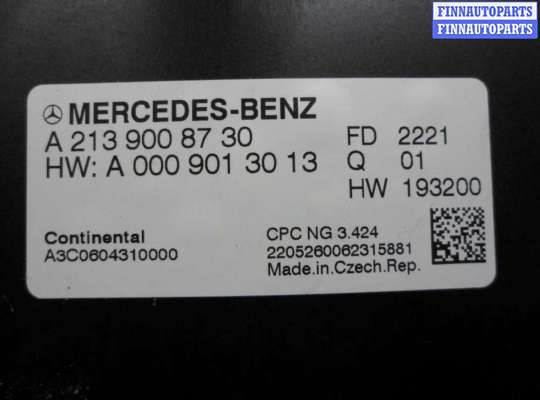 FINNAUTOPARTS
FINNAUTOPARTS
MERCEDES-BENZ
A 213 900 87 30 FD 2221
HW: A 000 901 30 13 Q 01
HW 193200
Continental CPC NG 3.424
A3C0604310000 2205260062315881
Made.in.Czech.Rep.